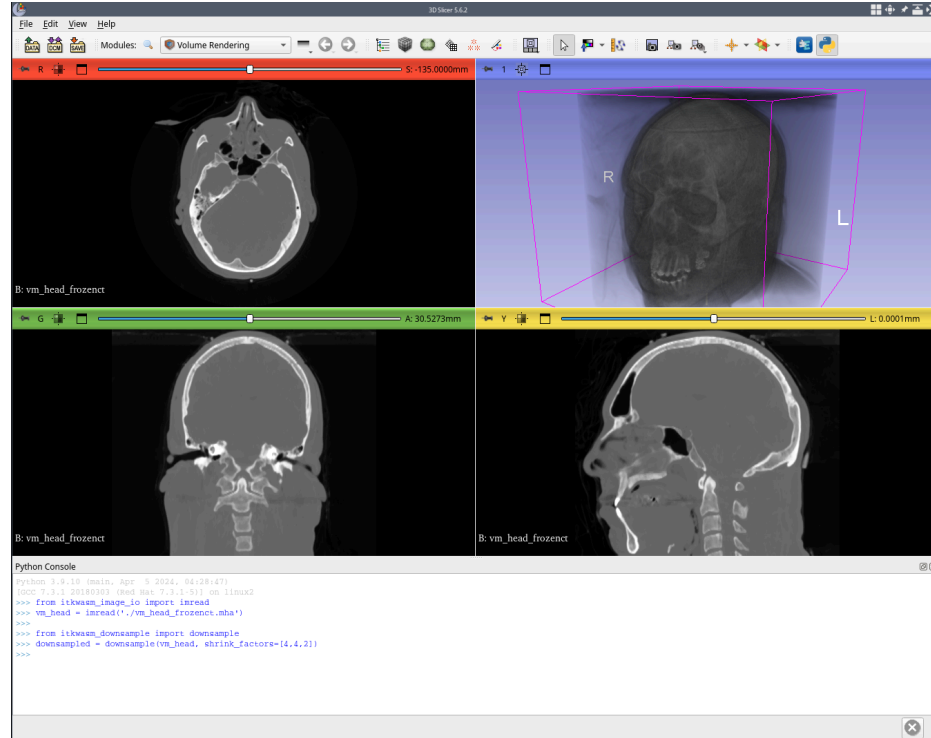 3D Slicer 5.6.2
File Edit View Help
DATA DCM SAVE Modules: Volume Rendering
R S: -135.0000mm
1
R
L
B: vm_head_frozenct
G A: 30.5273mm
Y L: 0.0001mm
B: vm_head_frozenct
B: vm_head_frozenct
Python Console
Python 3.9.10 (main, Apr  5 2024, 04:28:47)
[GCC 7.3.1 20180303 (Red Hat 7.3.1-5)] on linux2
>>> from itkwasm_image_io import imread
>>> vm_head = imread('./vm_head_frozenct.mha')
>>>
>>> from itkwasm_downsample import downsample
>>> downsampled = downsample(vm_head, shrink_factors=[4,4,2])
>>>